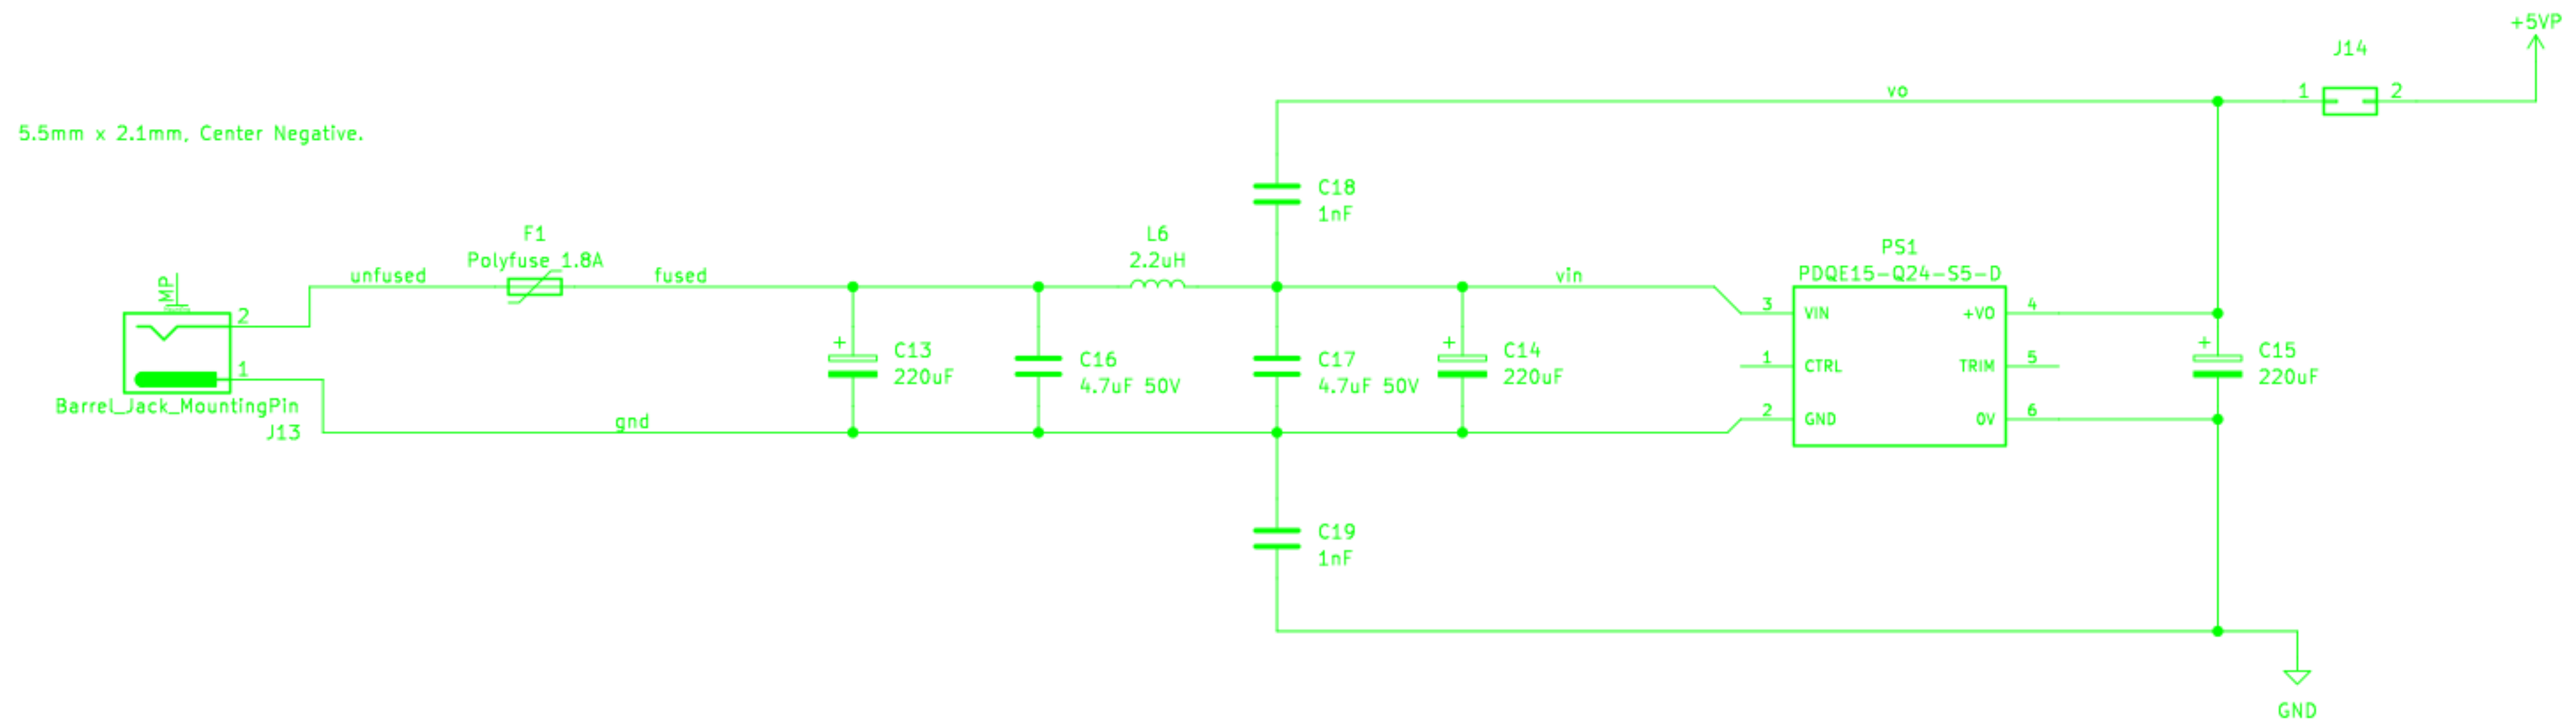 +5VP
J14
1
2
vo
5.5mm x 2.1mm, Center Negative.
C18
1nF
F1
Polyfuse 1.8A
L6
2.2uH
PS1
PDQE15-Q24-S5-D
unfused
fused
vin
MP
2
1
Barrel_Jack_MountingPin
J13
gnd
+
C13
220uF
C16
4.7uF 50V
C17
4.7uF 50V
+
C14
220uF
3
VIN
+VO
4
1
CTRL
TRIM
5
2
GND
0V
6
+
C15
220uF
C19
1nF
GND